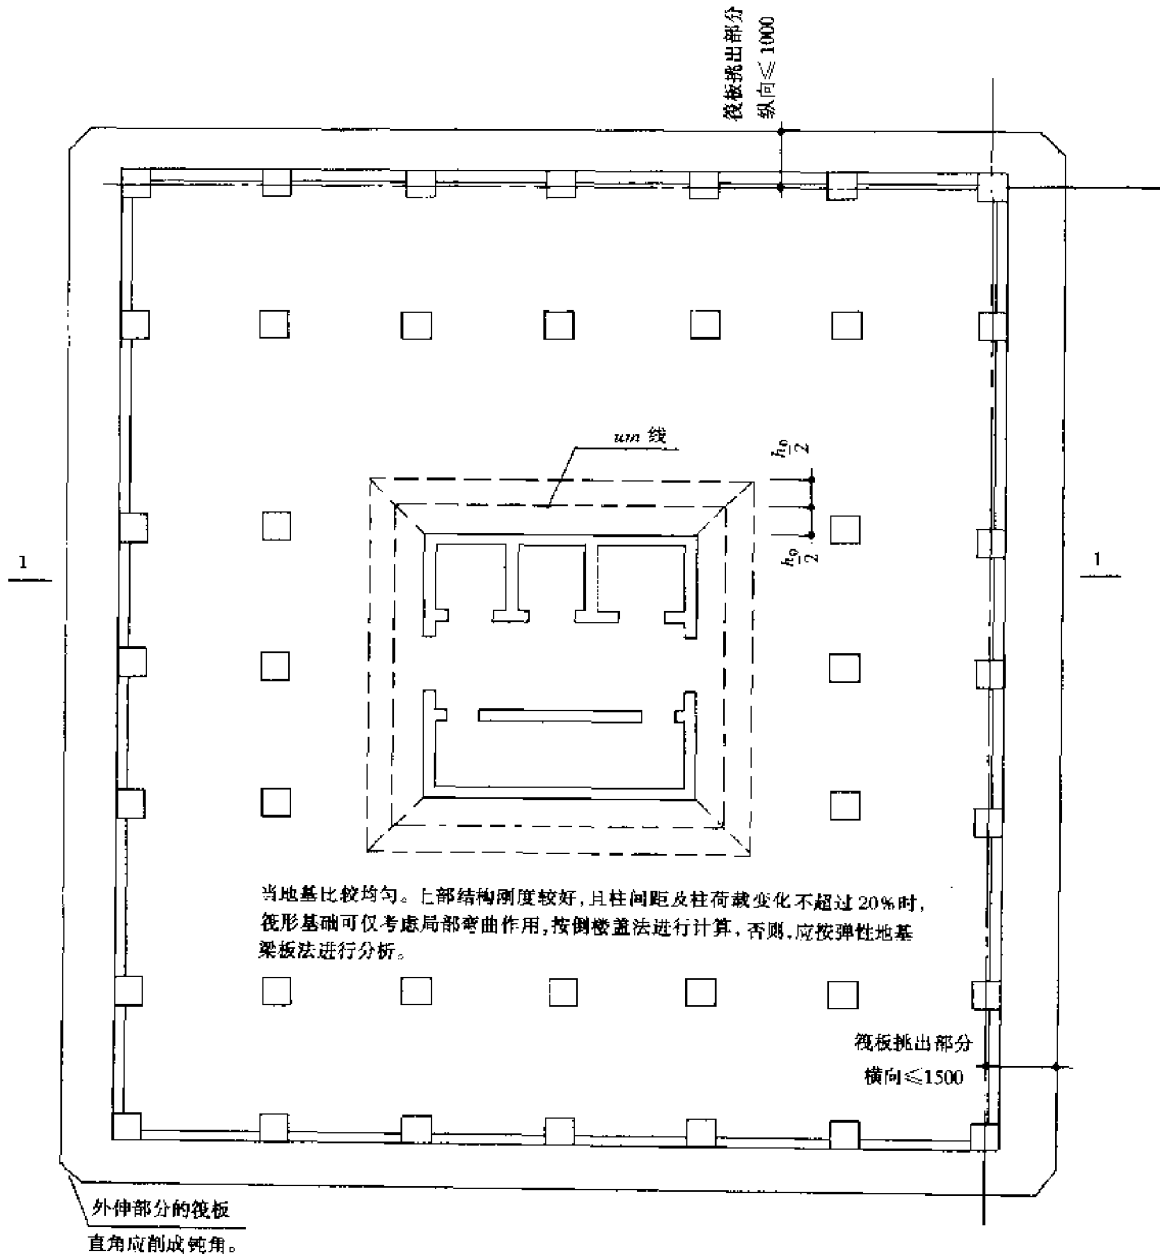 筏板挑出部分
纵向≤1000
um 线
h₀/2
h₀/2
1
1
当地基比较均匀。上部结构刚度较好,且柱间距及柱荷载变化不超过20%时,
筏形基础可仅考虑局部弯曲作用,按倒楼盖法进行计算,否则,应按弹性地基
梁板法进行分析。
筏板挑出部分
横向≤1500
外伸部分的筏板
直角应削成钝角。